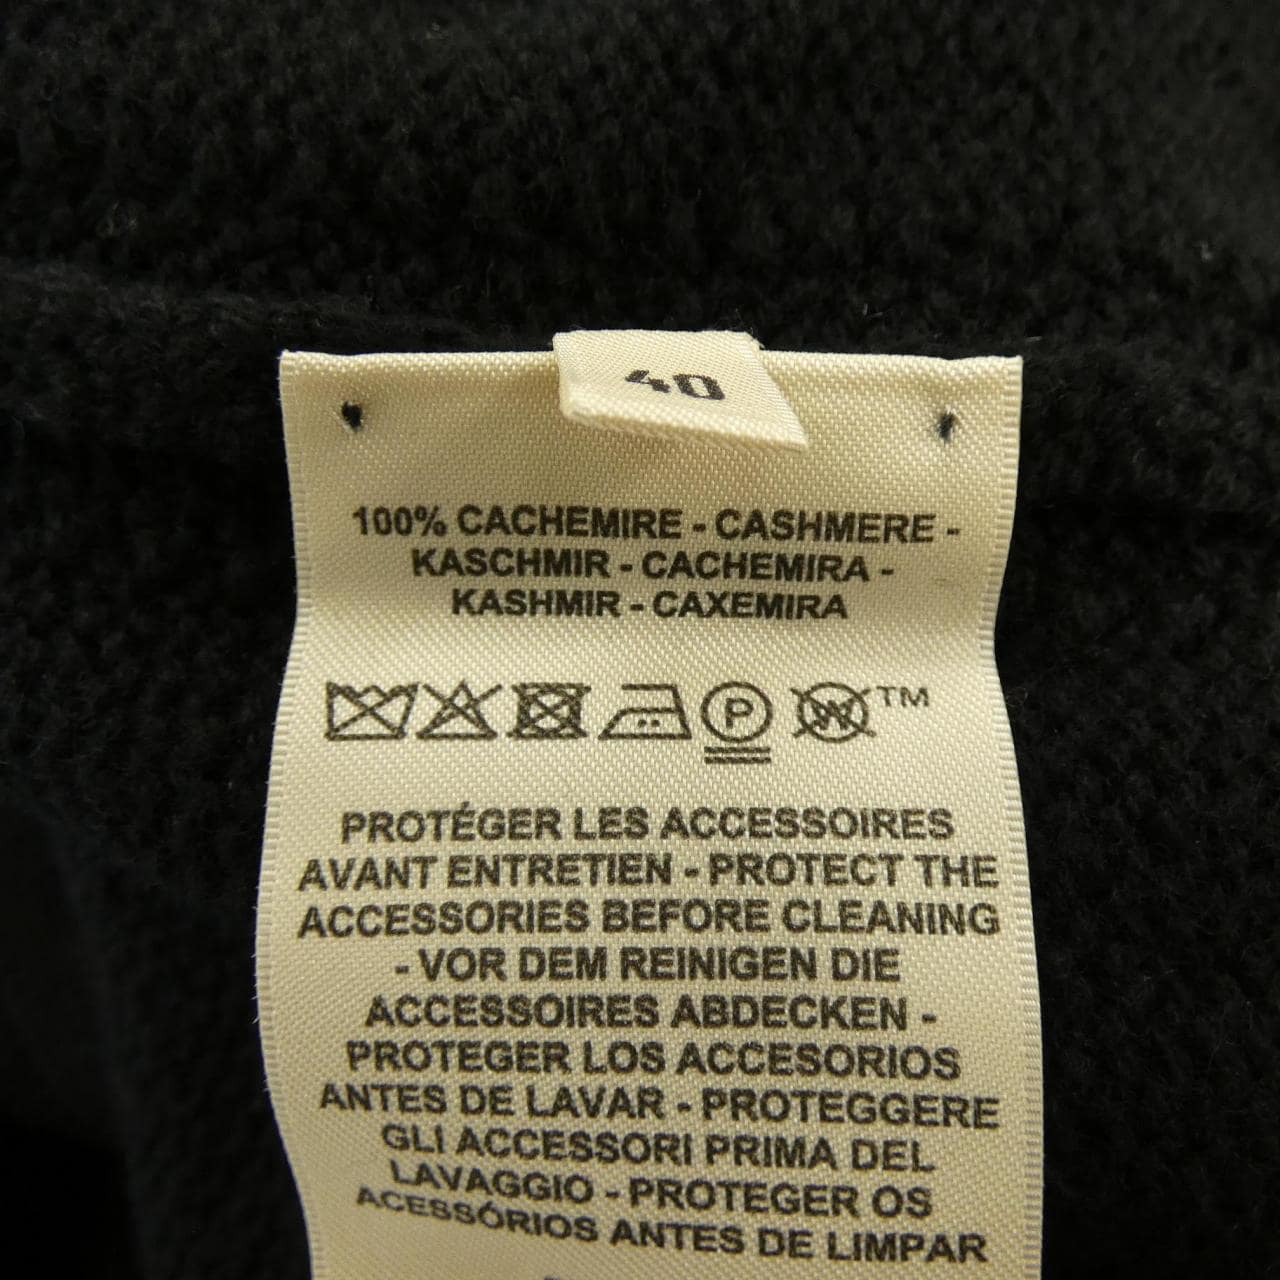 40
100% CACHEMIRE - CASHMERE -
KASCHMIR - CACHEMIRA -
KASHMIR - CAXEMIRA
P W TM
PROTÉGER LES ACCESSOIRES
AVANT ENTRETIEN - PROTECT THE
ACCESSORIES BEFORE CLEANING
- VOR DEM REINIGEN DIE
ACCESSOIRES ABDECKEN -
PROTEGER LOS ACCESORIOS
ANTES DE LAVAR - PROTEGGERE
GLI ACCESSORI PRIMA DEL
LAVAGGIO - PROTEGER OS
ACESSÓRIOS ANTES DE LIMPAR